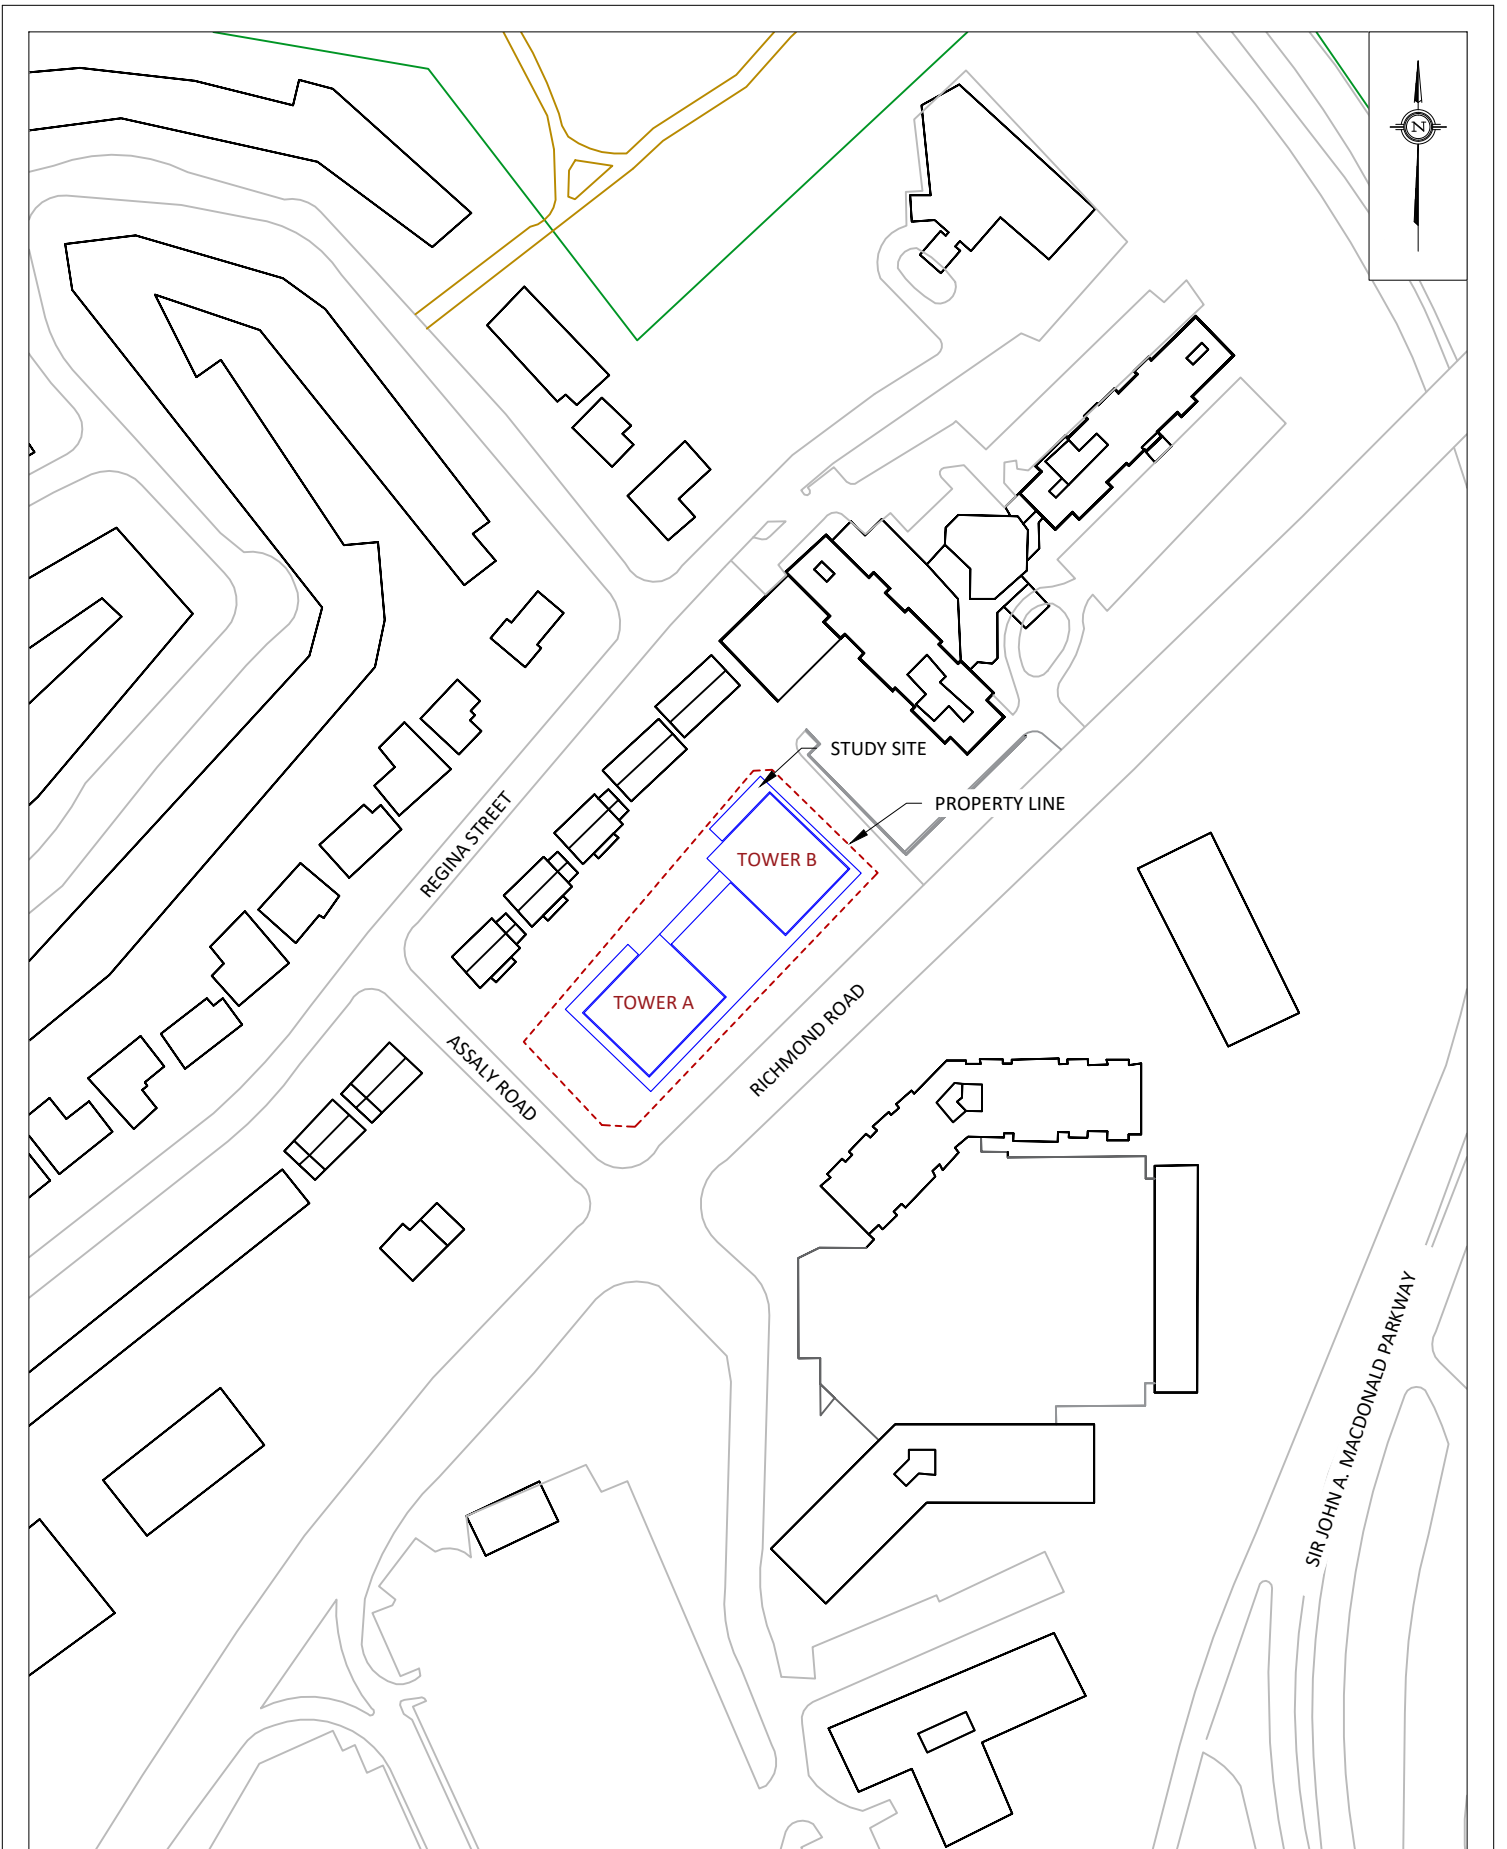 N
STUDY SITE
PROPERTY LINE
REGINA STREET
TOWER B
TOWER A
RICHMOND ROAD
ASSALY ROAD
SIR JOHN A. MACDONALD PARKWAY